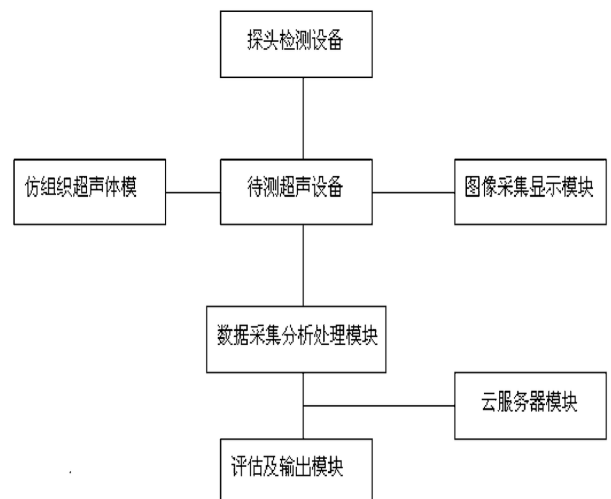 探头检测设备
仿组织超声体模
待测超声设备
图像采集显示模块
数据采集分析处理模块
云服务器模块
评估及输出模块